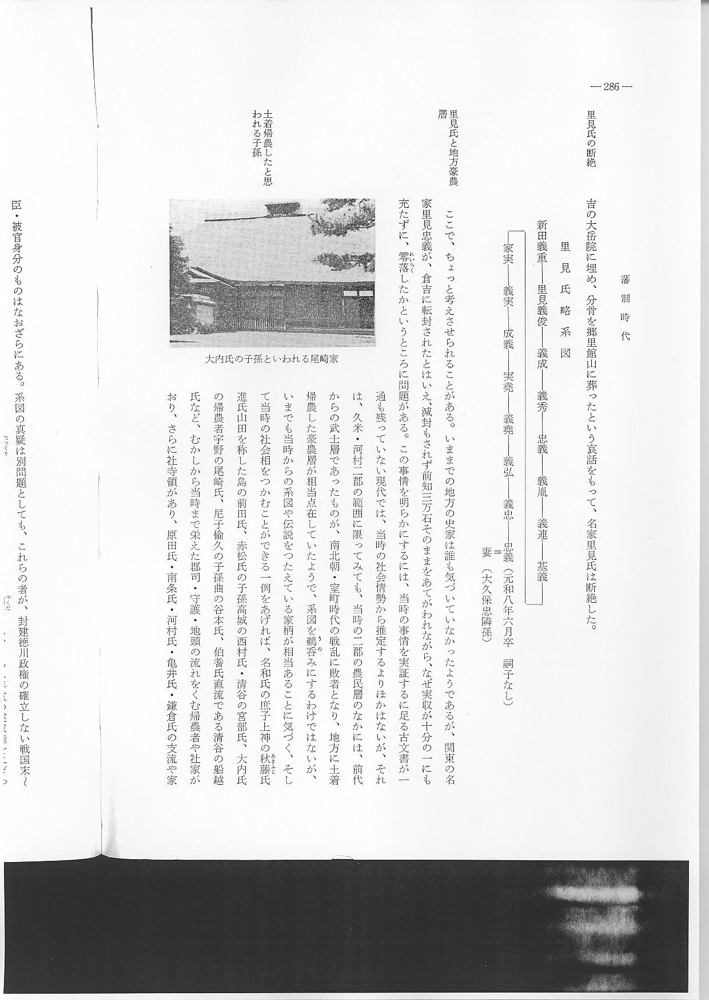 — 286 —
藩制時代
里見氏の断絶
吉の大岳院に埋め、分骨を郷里館山に葬ったという哀話をもって、名家里見氏は断絶した。
里見氏略系図
新田義重——里見義俊——義成——義秀——忠義——義胤——義連——基義
家実——義実——成義——実堯——義堯——義弘——義忠——忠義（元和八年六月卒　嗣子なし）
＝
妻（大久保忠隣孫）
里見氏と地方豪農
層
ここで、ちょっと考えさせられることがある。いままでの地方の史家は誰も気づいていなかったようであるが、関東の名
家里見忠義が、倉吉に転封されたとはいえ、減封もされず前知三万石そのままをあてがわれながら、なぜ実収が十分の一にも
充たずに、零落したかというところに問題がある。この事情を明らかにするには、当時の事情を実証するに足る古文書が一
れいらく
通も残っていない現代では、当時の社会情勢から推定するよりほかはないが、それ
は、久米・河村二郡の範囲に限ってみても、当時の二郡の農民層のなかには、前代
からの武士層であったものが、南北朝・室町時代の戦乱に敗者となり、地方に土着
帰農した豪農層が相当点在していたようで、系図を鵜呑みにするわけではないが、
うの
土着帰農したと思
われる子孫
いまでも当時からの系図や伝説をつたえている家柄が相当あることに気づく、そし
て当時の社会相をつかむことができる一例をあげれば、名和氏の庶子上神の秋藤氏
あきふじ
進氏山田を称した島の前田氏、赤松氏の子孫高城の西村氏・清谷の宮部氏、大内氏
の帰農者宇野の尾崎氏、尼子倫久の子孫曲の谷本氏、伯耆氏直流である清谷の船越
氏など、むかしから当時まで栄えた郡司・守護・地頭の流れをくむ帰農者や社家が
おり、さらに社寺領があり、原田氏・南条氏・河村氏・亀井氏・鎌倉氏の支流や家
大内氏の子孫といわれる尾崎家
臣・被官身分のものはなおざらにある。系図の真疑は別問題としても、これらの者が、封建徳川政権の確立しない戦国末〜
たっくり
つくだ